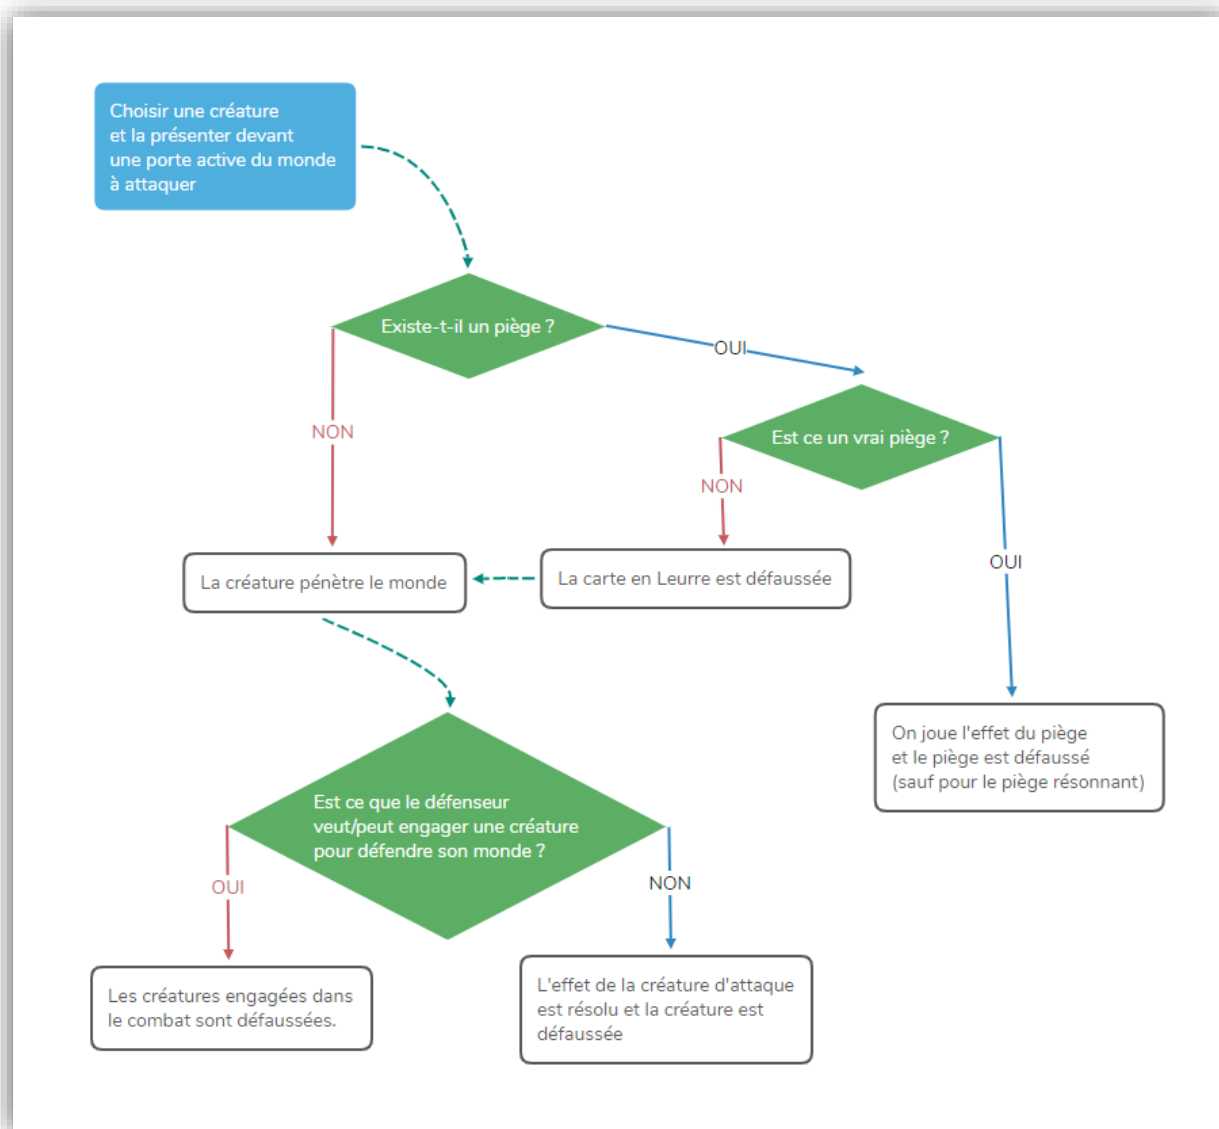 Choisir une créature
et la présenter devant
une porte active du monde
à attaquer
Existe-t-il un piège ?
OUI
NON
Est ce un vrai piège ?
NON
OUI
La créature pénètre le monde
La carte en Leurre est défaussée
On joue l'effet du piège
et le piège est défaussé
(sauf pour le piège résonnant)
Est ce que le défenseur
veut/peut engager une créature
pour défendre son monde ?
OUI
NON
Les créatures engagées dans
le combat sont défaussées.
L'effet de la créature d'attaque
est résolu et la créature est
défaussée